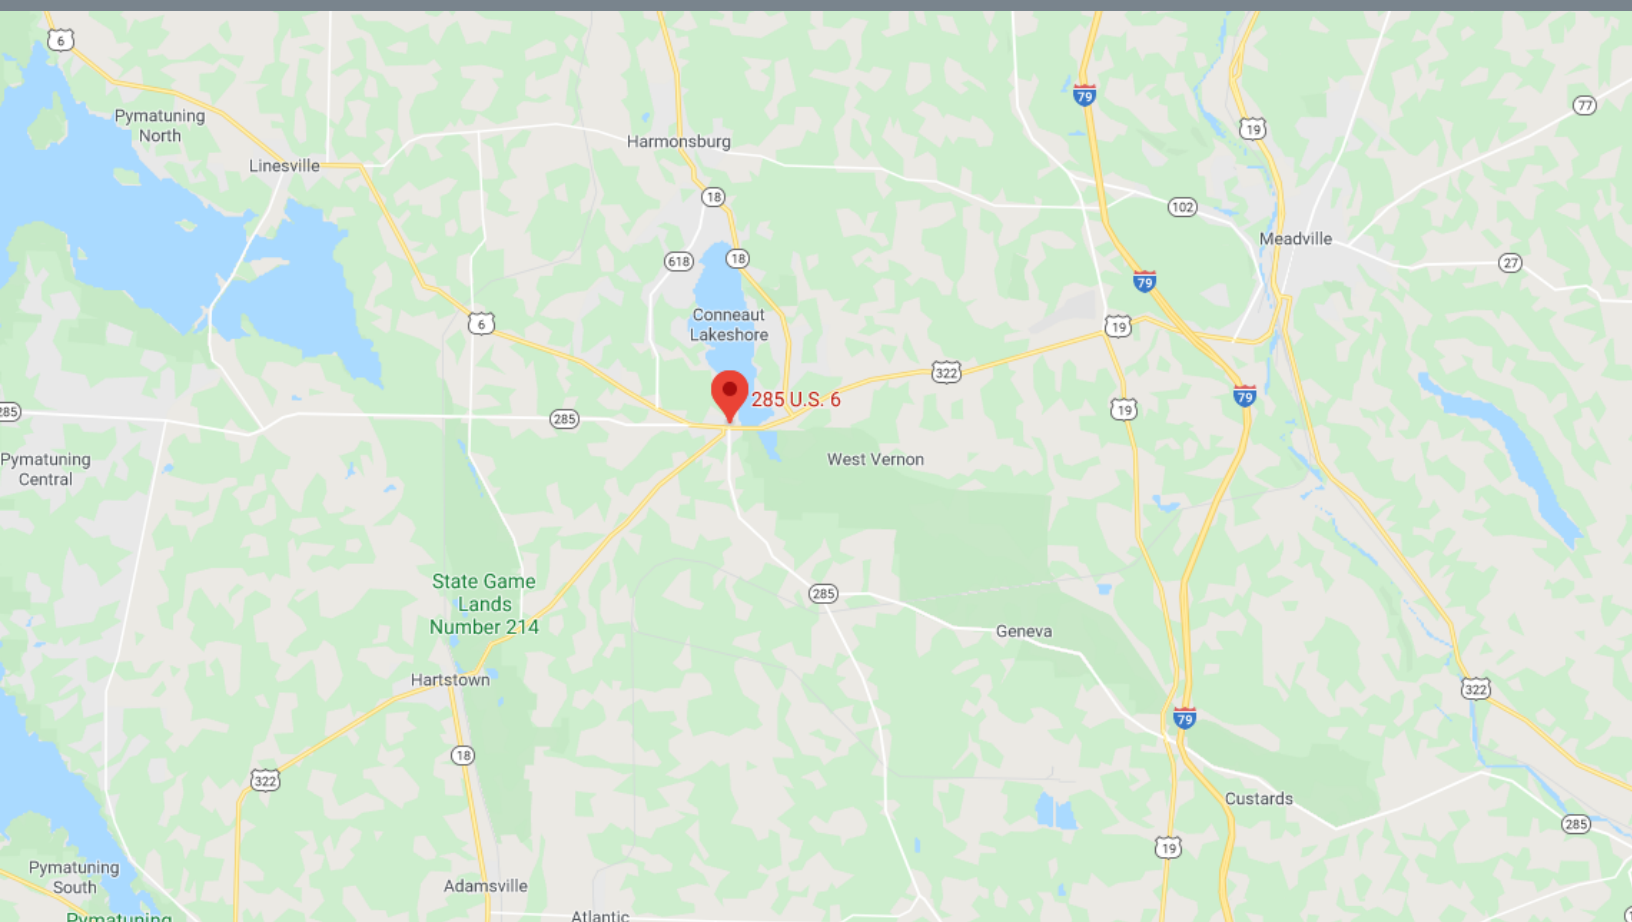 6
79
77
Pymatuning
North
19
Harmonsburg
Linesville
18
102
Meadville
618
18
27
79
Conneaut
Lakeshore
6
19
322
285 U.S. 6
79
19
285
285
Pymatuning
Central
West Vernon
State Game
Lands
Number 214
285
Geneva
Hartstown
322
79
18
322
Custards
285
19
Pymatuning
South
Adamsville
Pymatuning
Atlantic